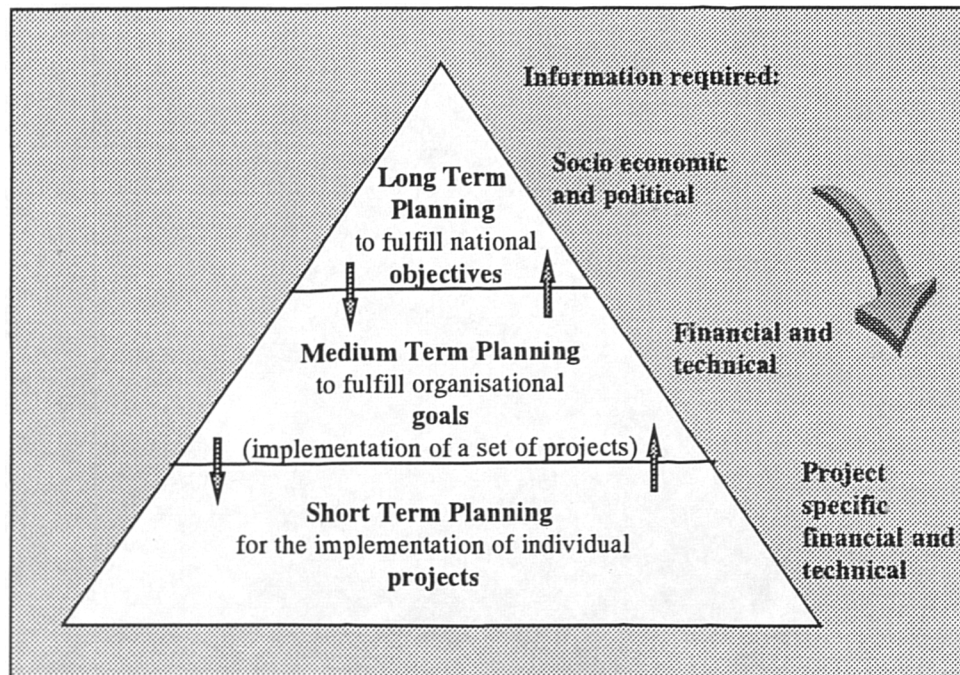 Information required:
Long Term
Planning
to fulfill national
objectives
Socio economic
and political
Medium Term Planning
to fulfill organisational
goals
(implementation of a set of projects)
Financial and
technical
Short Term Planning
for the implementation of individual
projects
Project
specific
financial and
technical